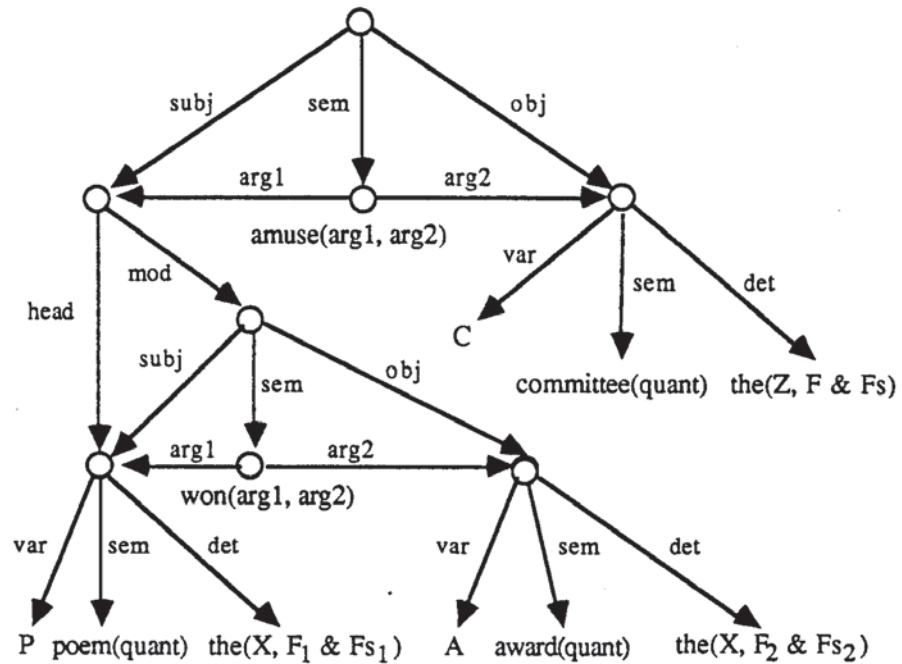 subj sem obj
arg1 arg2
amuse(arg1, arg2)
var sem det
mod
head
C
subj sem obj
committee(quant) the(Z, F & Fs)
arg1 arg2
won(arg1, arg2)
var sem det var sem det
P poem(quant) the(X, F₁ & Fs₁) A award(quant) the(X, F₂ & Fs₂)